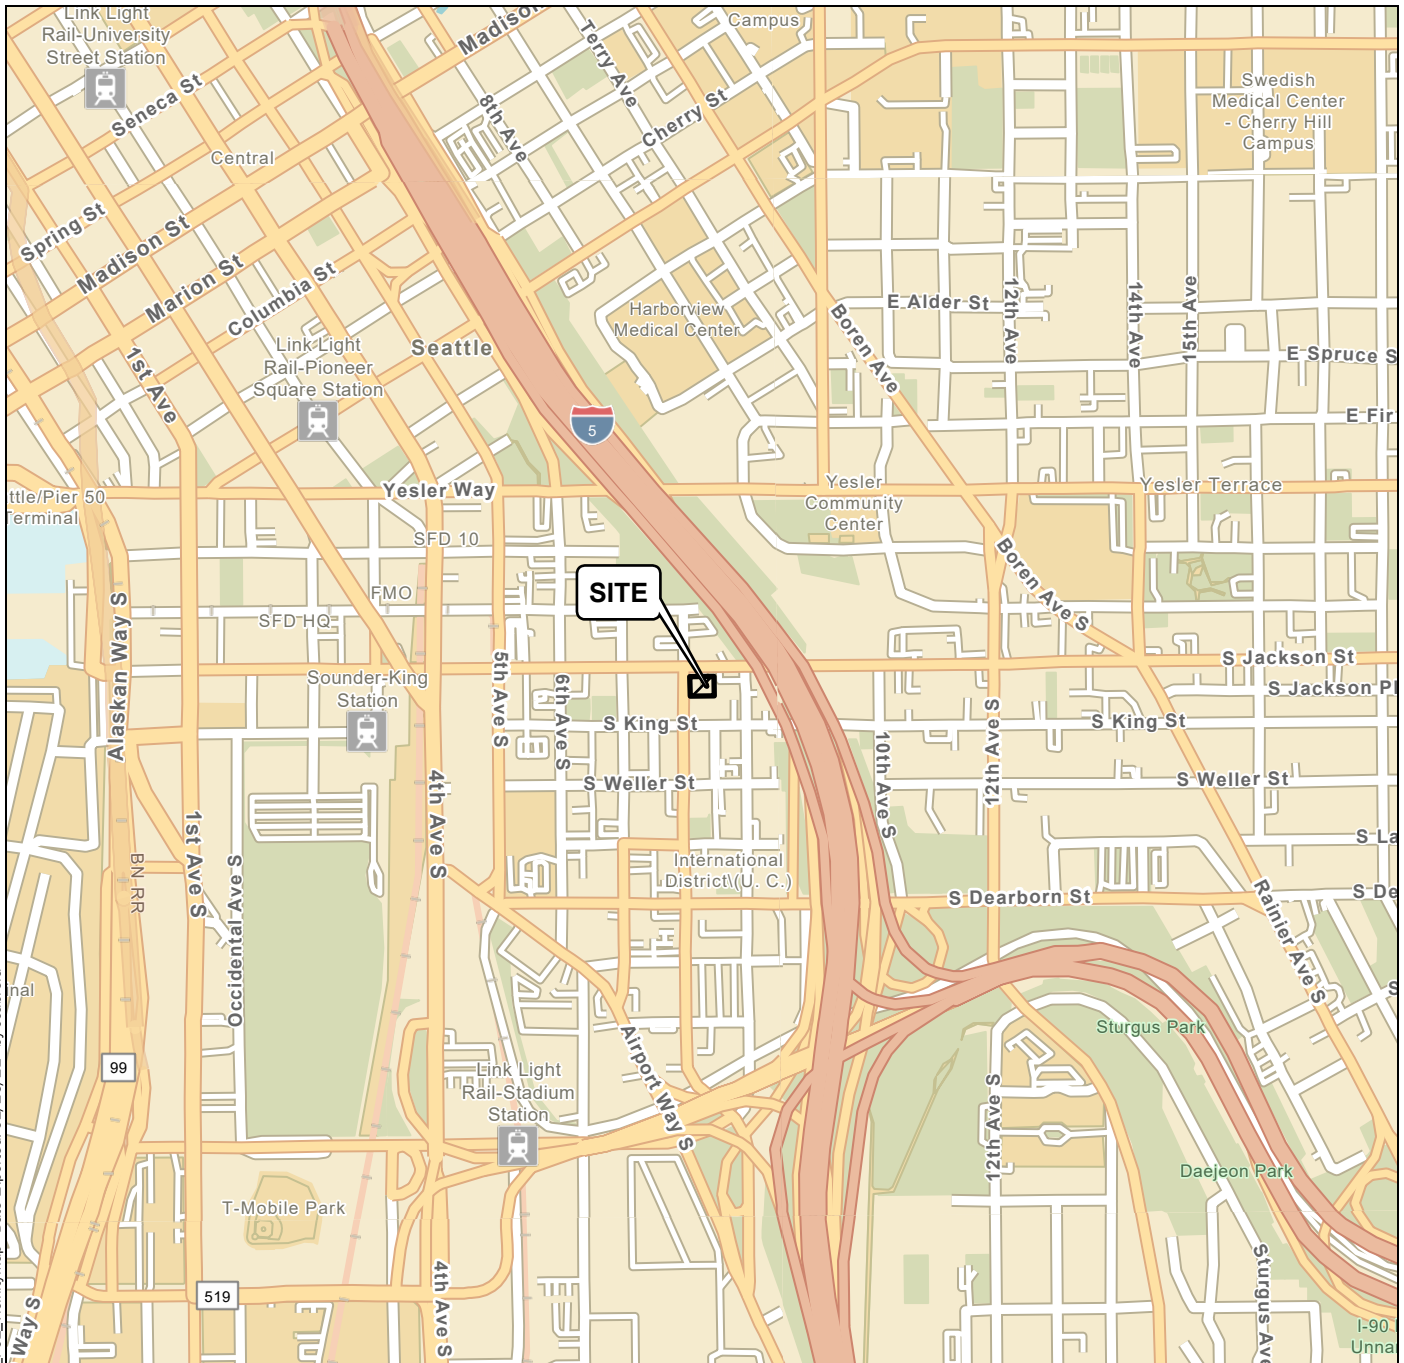 Link Light
Rail-University
Street Station
Madison
Terry Ave
Campus
Seneca St
8th Ave
Cherry St
Swedish
Medical Center
- Cherry Hill
Campus
Central
Spring St
Madison St
Marion St
Columbia St
Harborview
Medical Center
E Alder St
12th Ave
14th Ave
15th Ave
Boren Ave
Link Light
Rail-Pioneer
Square Station
Seattle
1st Ave
E Spruce S
E Fir
5
ttle/Pier 50
Terminal
Yesler Way
Yesler
Community
Center
Yesler Terrace
SFD 10
Boren Ave S
FMO
SFD HQ
SITE
Alaskan Way S
5th Ave S
6th Ave S
Sounder-King
Station
S Jackson St
S Jackson Pl
S King St
S King St
12th Ave S
10th Ave S
S Weller St
S Weller St
4th Ave S
1st Ave S
BN RR
Occidental Ave S
International
District\(U. C.)
S La
S Dearborn St
S De
Rainier Ave S
nal
S
Sturgus Park
Airport Way S
99
Link Light
Rail-Stadium
Station
12th Ave S
Daejeon Park
T-Mobile Park
519
4th Ave S
Way S
Sturgus Av
I-90
Unna